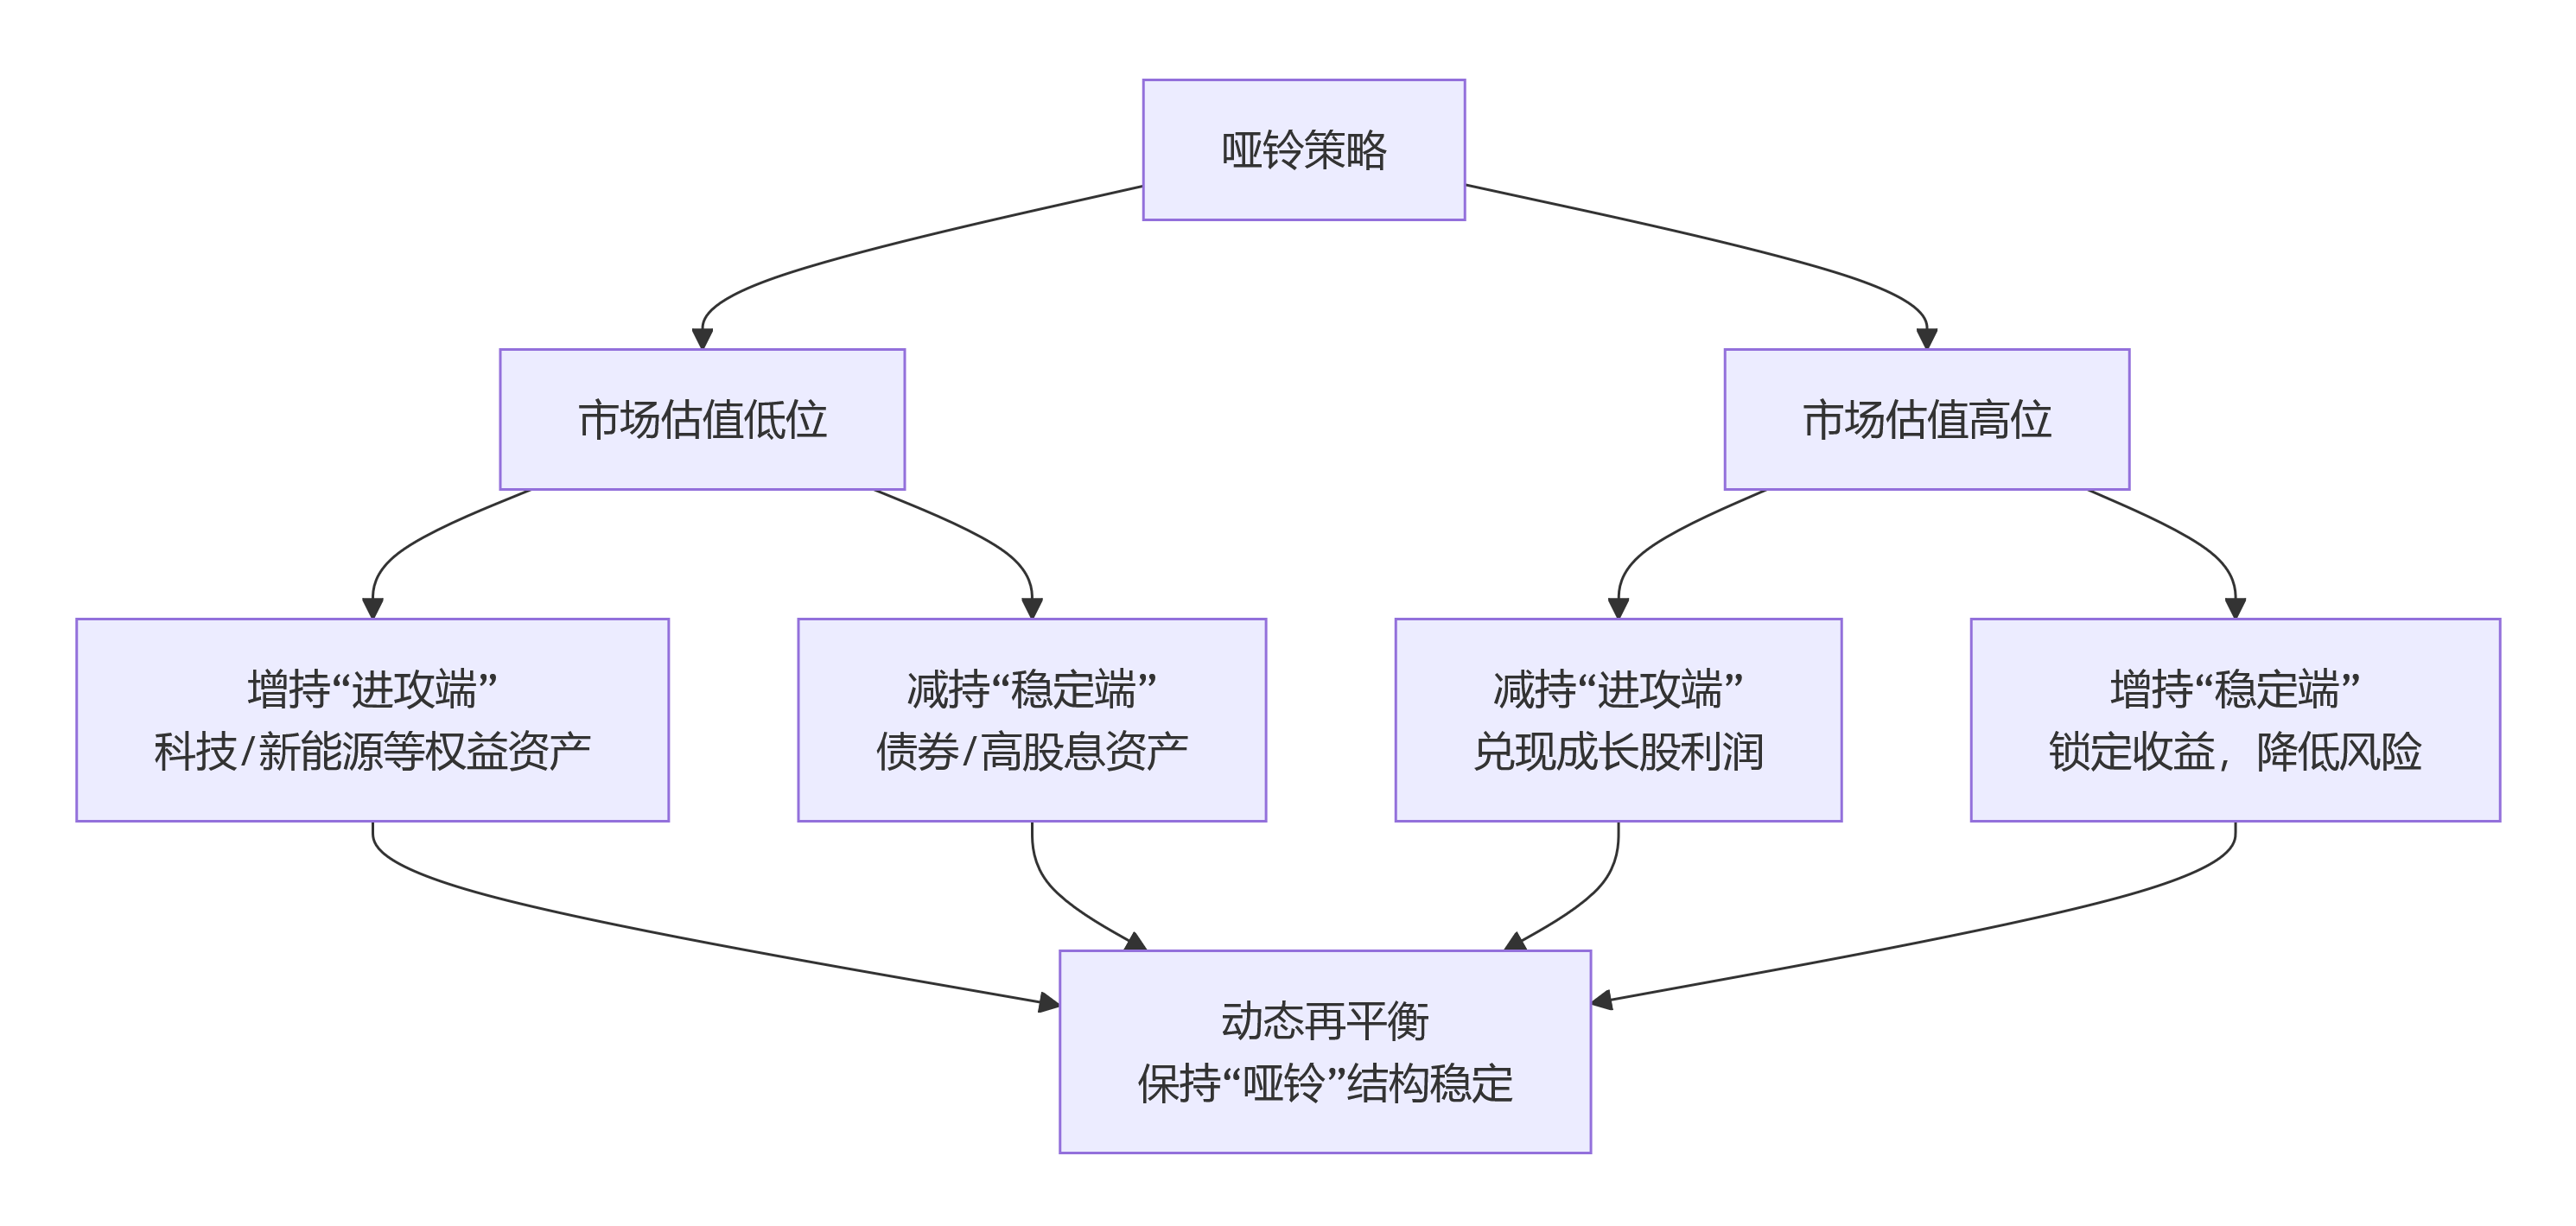 哑铃策略
市场估值低位
市场估值高位
增持“进攻端”
科技/新能源等权益资产
减持“稳定端”
债券/高股息资产
减持“进攻端”
兑现成长股利润
增持“稳定端”
锁定收益，降低风险
动态再平衡
保持“哑铃”结构稳定